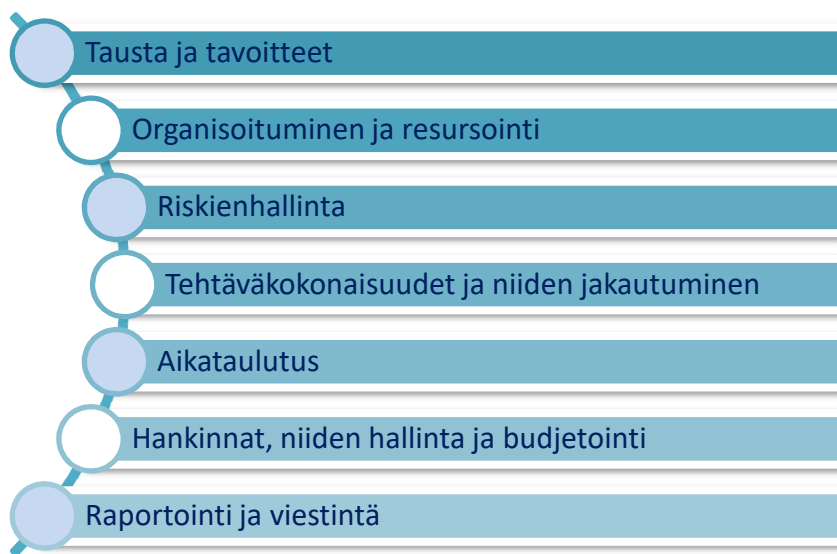 Tausta ja tavoitteet
Organisoituminen ja resursointi
Riskienhallinta
Tehtäväkokonaisuudet ja niiden jakautuminen
Aikataulutus
Hankinnat, niiden hallinta ja budjetointi
Raportointi ja viestintä